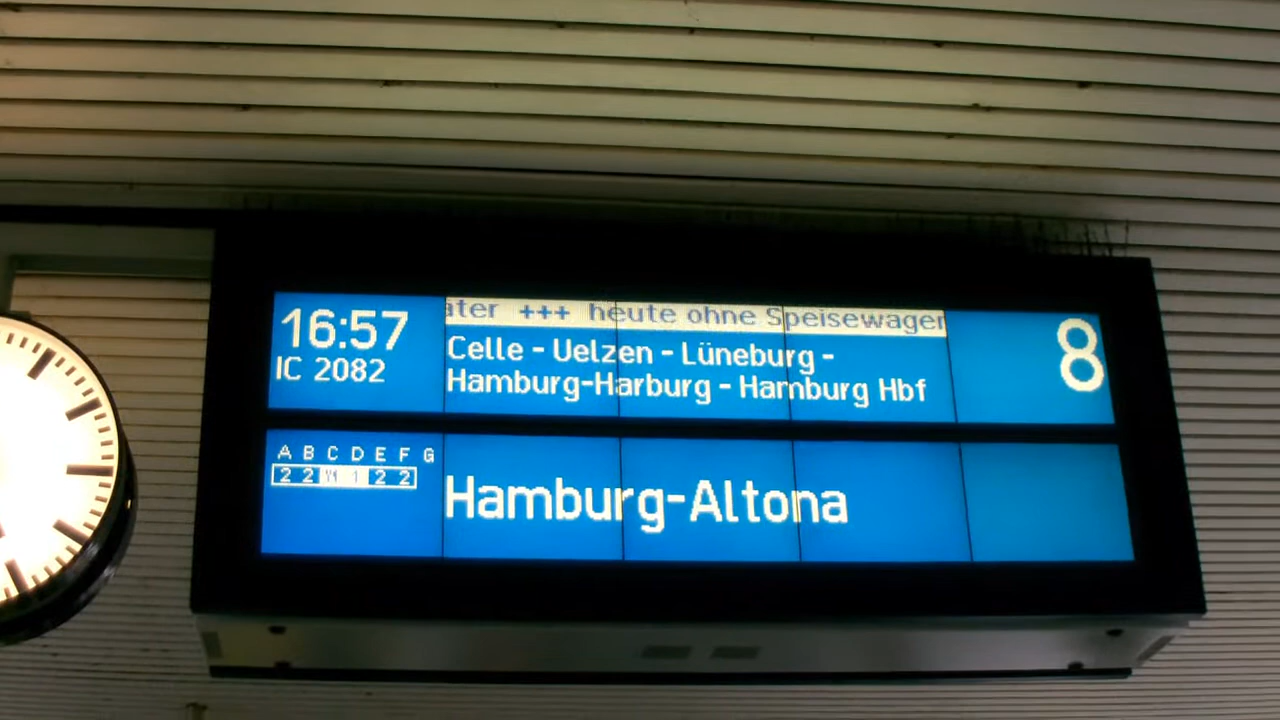 +++ heute ohne Speisewagen
16:57
IC 2082
Celle - Uelzen - Lüneburg -
Hamburg-Harburg - Hamburg Hbf
8
A B C D E F G
2 2 1 2 2
Hamburg-Altona